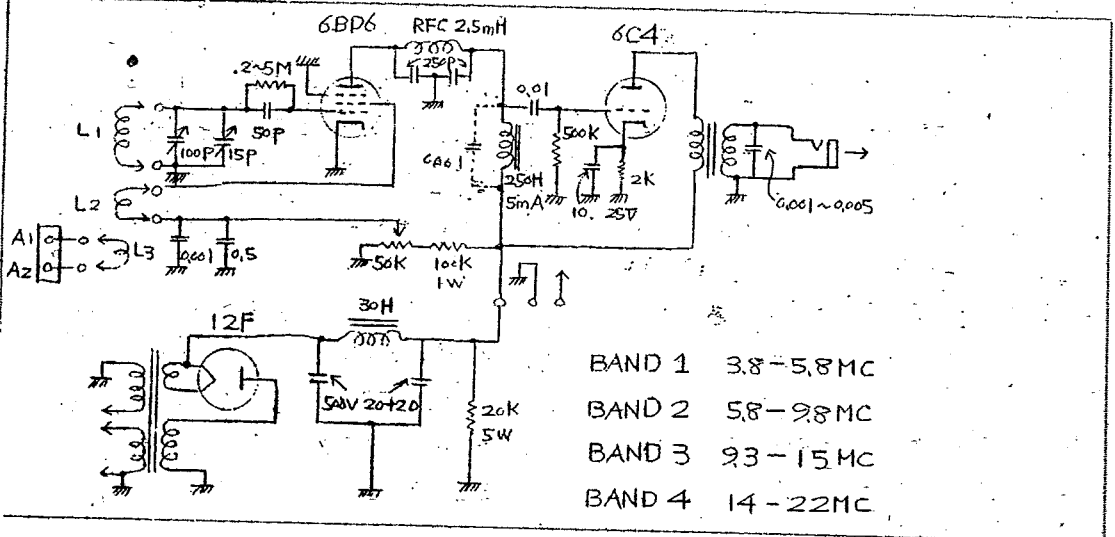 6BD6
RFC 2.5mH
6C4
.2~5M
250P
0.01
L1
50P
500K
100P
15P
0.001
250H
5mA
2K
10. 25V
0.001~0.005
L2
A1
L3
0.001
0.5
50K
100K
1W
A2
30H
12F
BAND 1 3.8-5.8MC
500V 20+20
20K
5W
BAND 2 5.8-9.8MC
BAND 3 9.3-15MC
BAND 4 14-22MC